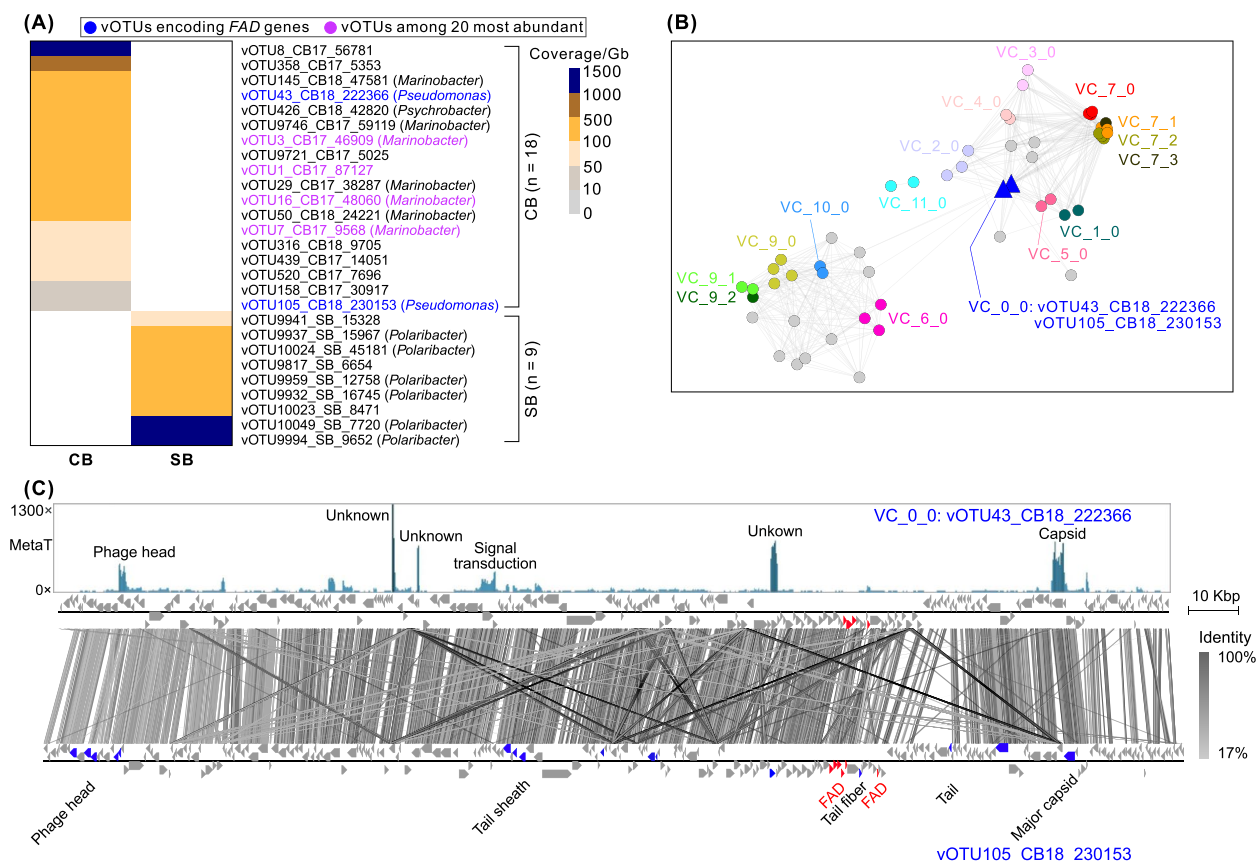 (A)
vOTUs encoding FAD genes
vOTUs among 20 most abundant
vOTU8_CB17_56781
vOTU358_CB17_5353
vOTU145_CB18_47581 (Marinobacter)
vOTU43_CB18_222366 (Pseudomonas)
vOTU426_CB18_42820 (Psychrobacter)
vOTU9746_CB17_59119 (Marinobacter)
vOTU3_CB17_46909 (Marinobacter)
vOTU9721_CB17_5025
vOTU1_CB17_87127
vOTU29_CB17_38287 (Marinobacter)
vOTU16_CB17_48060 (Marinobacter)
vOTU50_CB18_24221 (Marinobacter)
vOTU7_CB17_9568 (Marinobacter)
vOTU316_CB18_9705
vOTU439_CB17_14051
vOTU520_CB17_7696
vOTU158_CB17_30917
vOTU105_CB18_230153 (Pseudomonas)
vOTU9941_SB_15328
vOTU9937_SB_15967 (Polaribacter)
vOTU10024_SB_45181 (Polaribacter)
vOTU9817_SB_6654
vOTU9959_SB_12758 (Polaribacter)
vOTU9932_SB_16745 (Polaribacter)
vOTU10023_SB_8471
vOTU10049_SB_7720 (Polaribacter)
vOTU9994_SB_9652 (Polaribacter)
CB
SB
CB (n = 18)
SB (n = 9)
Coverage/Gb
1500
1000
500
100
50
10
0
(B)
VC_3_0
VC_7_0
VC_4_0
VC_7_1
VC_7_2
VC_7_3
VC_2_0
VC_11_0
VC_10_0
VC_1_0
VC_5_0
VC_9_0
VC_9_1
VC_9_2
VC_6_0
VC_0_0: vOTU43_CB18_222366
vOTU105_CB18_230153
(C)
1300×
MetaT
0×
Phage head
Unknown
Unknown
Signal
transduction
Unkown
VC_0_0: vOTU43_CB18_222366
Capsid
10 Kbp
Identity
100%
17%
Phage head
Tail sheath
FAD
Tail fiber
FAD
Tail
Major capsid
vOTU105_CB18_230153